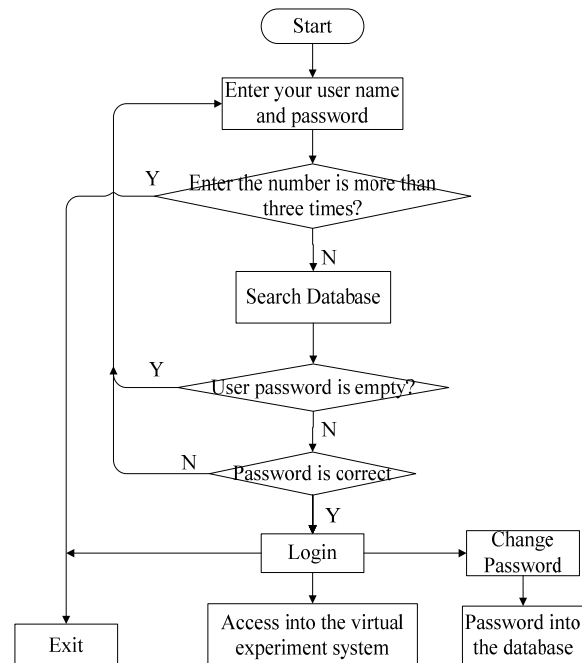 Start
Enter your user name
and password
Y
Enter the number is more than
three times?
N
Search Database
Y
User password is empty?
N
N
Password is correct
Y
Login
Change
Password
Exit
Access into the virtual
experiment system
Password into
the database